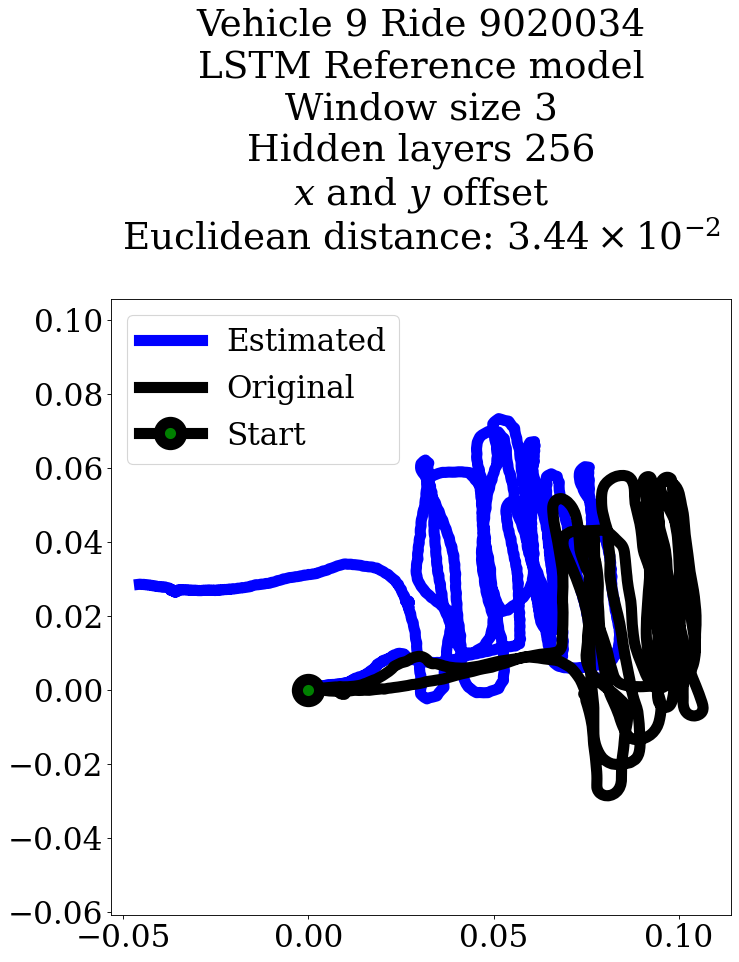 Vehicle 9 Ride 9020034
LSTM Reference model
Window size 3
Hidden layers 256
x and y offset
Euclidean distance: 3.44 × 10⁻²
Estimated
Original
Start
0.10
0.08
0.06
0.04
0.02
0.00
−0.02
−0.04
−0.06
−0.05 0.00 0.05 0.10